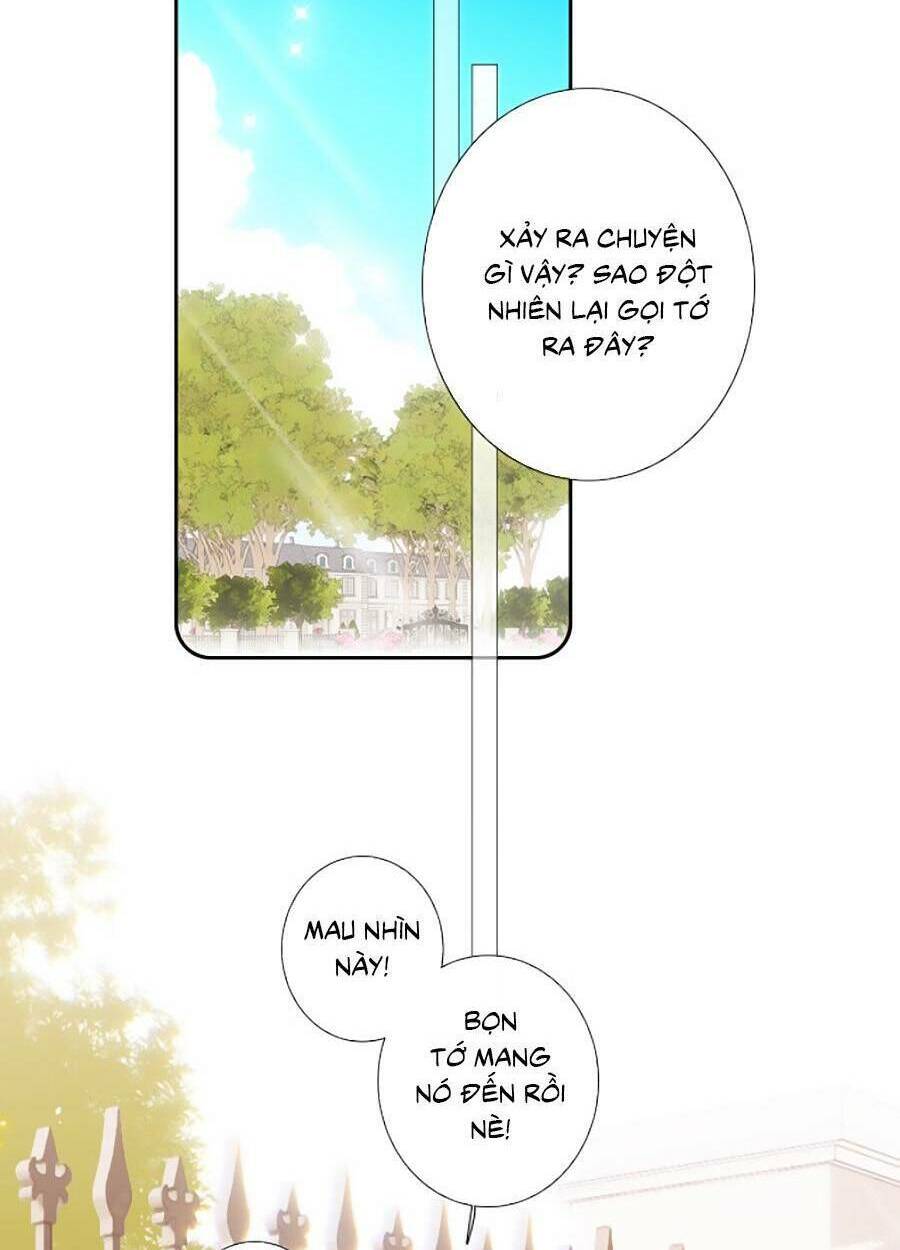 XẢY RA CHUYỆN
GÌ VẬY? SAO ĐỘT
NHIÊN LẠI GỌI TỚ
RA ĐÂY?
MAU NHÌN
NÀY!
BỌN
TỚ MANG
NÓ ĐẾN RỒI
NÈ!